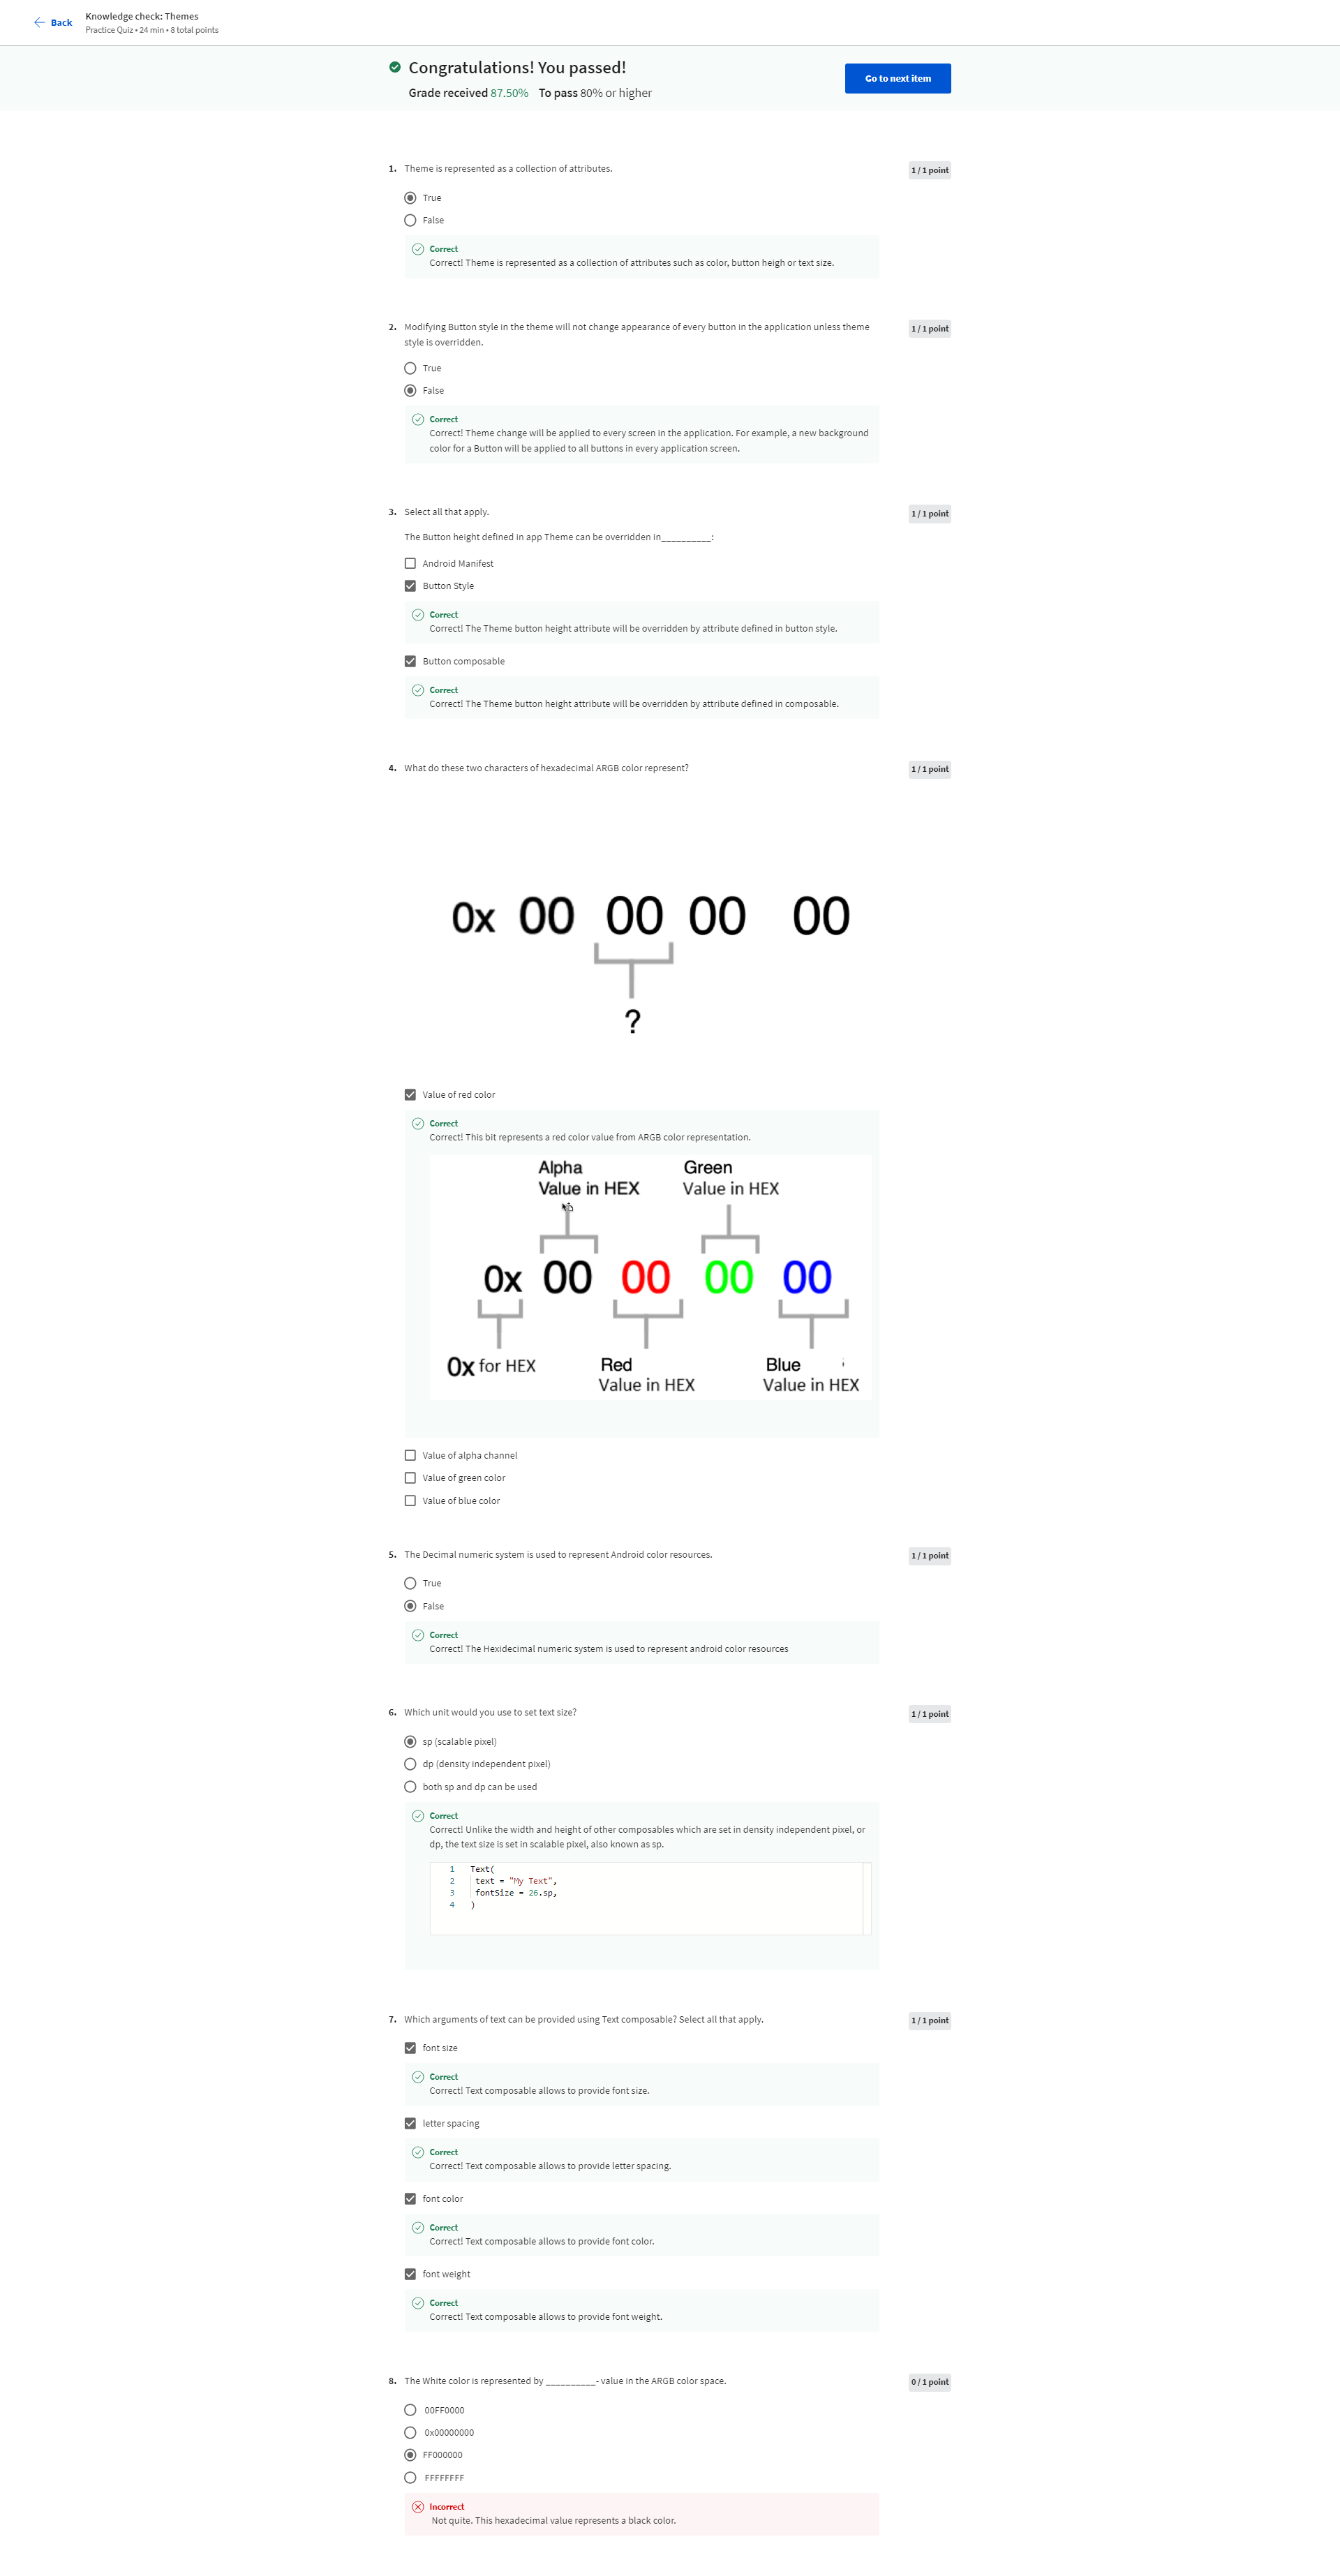 Back
Knowledge check: Themes
Practice Quiz • 24 min • 8 total points
Congratulations! You passed!
Grade received 87.50% To pass 80% or higher
Go to next item
1. Theme is represented as a collection of attributes.
1 / 1 point
True
False
Correct
Correct! Theme is represented as a collection of attributes such as color, button heigh or text size.
2. Modifying Button style in the theme will not change appearance of every button in the application unless theme
style is overridden.
1 / 1 point
True
False
Correct
Correct! Theme change will be applied to every screen in the application. For example, a new background
color for a Button will be applied to all buttons in every application screen.
3. Select all that apply.
1 / 1 point
The Button height defined in app Theme can be overridden in__________:
Android Manifest
Button Style
Correct
Correct! The Theme button height attribute will be overridden by attribute defined in button style.
Button composable
Correct
Correct! The Theme button height attribute will be overridden by attribute defined in composable.
4. What do these two characters of hexadecimal ARGB color represent?
1 / 1 point
0x 00 00 00 00
?
Value of red color
Correct
Correct! This bit represents a red color value from ARGB color representation.
Alpha
Value in HEX
Green
Value in HEX
0x 00 00 00 00
0x for HEX
Red
Value in HEX
Blue
Value in HEX
Value of alpha channel
Value of green color
Value of blue color
5. The Decimal numeric system is used to represent Android color resources.
1 / 1 point
True
False
Correct
Correct! The Hexidecimal numeric system is used to represent android color resources
6. Which unit would you use to set text size?
1 / 1 point
sp (scalable pixel)
dp (density independent pixel)
both sp and dp can be used
Correct
Correct! Unlike the width and height of other composables which are set in density independent pixel, or
dp, the text size is set in scalable pixel, also known as sp.
1 Text(
2 text = "My Text",
3 fontSize = 26.sp,
4 )
7. Which arguments of text can be provided using Text composable? Select all that apply.
1 / 1 point
font size
Correct
Correct! Text composable allows to provide font size.
letter spacing
Correct
Correct! Text composable allows to provide letter spacing.
font color
Correct
Correct! Text composable allows to provide font color.
font weight
Correct
Correct! Text composable allows to provide font weight.
8. The White color is represented by __________- value in the ARGB color space.
0 / 1 point
00FF0000
0x00000000
FF000000
FFFFFFFF
Incorrect
Not quite. This hexadecimal value represents a black color.